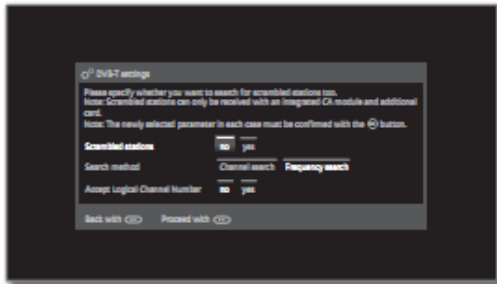 DVB-T settings
Please specify whether you want to search for scrambled stations too.
Note: Scrambled stations can only be received with an integrated CA module and additional
card.
Note: The newly selected parameter in each case must be confirmed with the button.
Scrambled stations no yes
Search method Channel search Frequency search
Accept Logical Channel Number no yes
Back with Proceed with